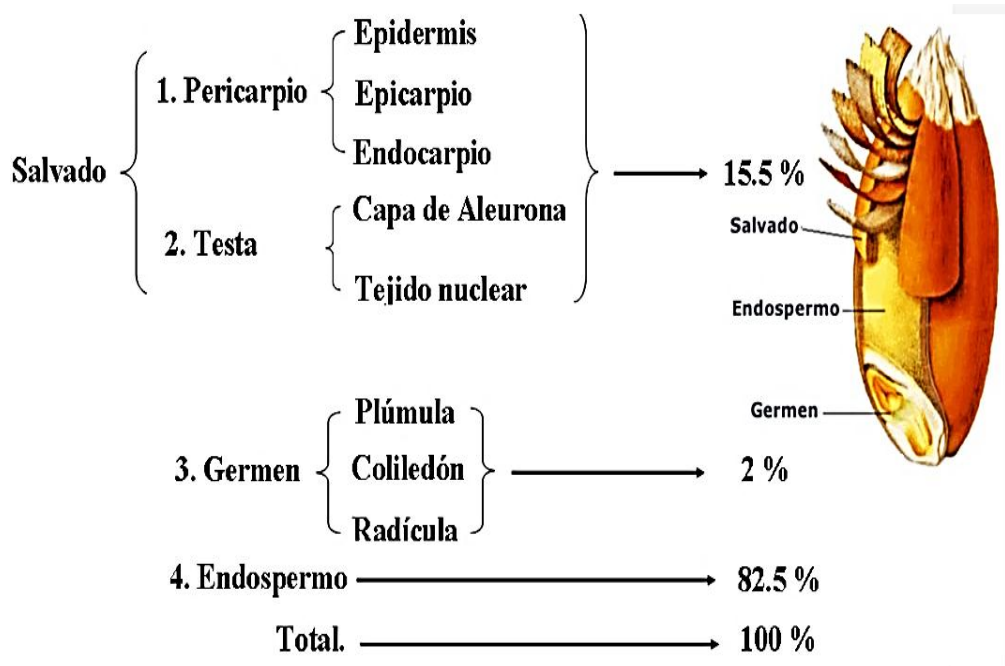 Salvado
1. Pericarpio
Epidermis
Epicarpio
Endocarpio
2. Testa
Capa de Aleurona
Tejido nuclear
15.5 %
Salvado
Endospermo
Germen
3. Germen
Plúmula
Coliledón
Radícula
2 %
4. Endospermo
82.5 %
Total.
100 %